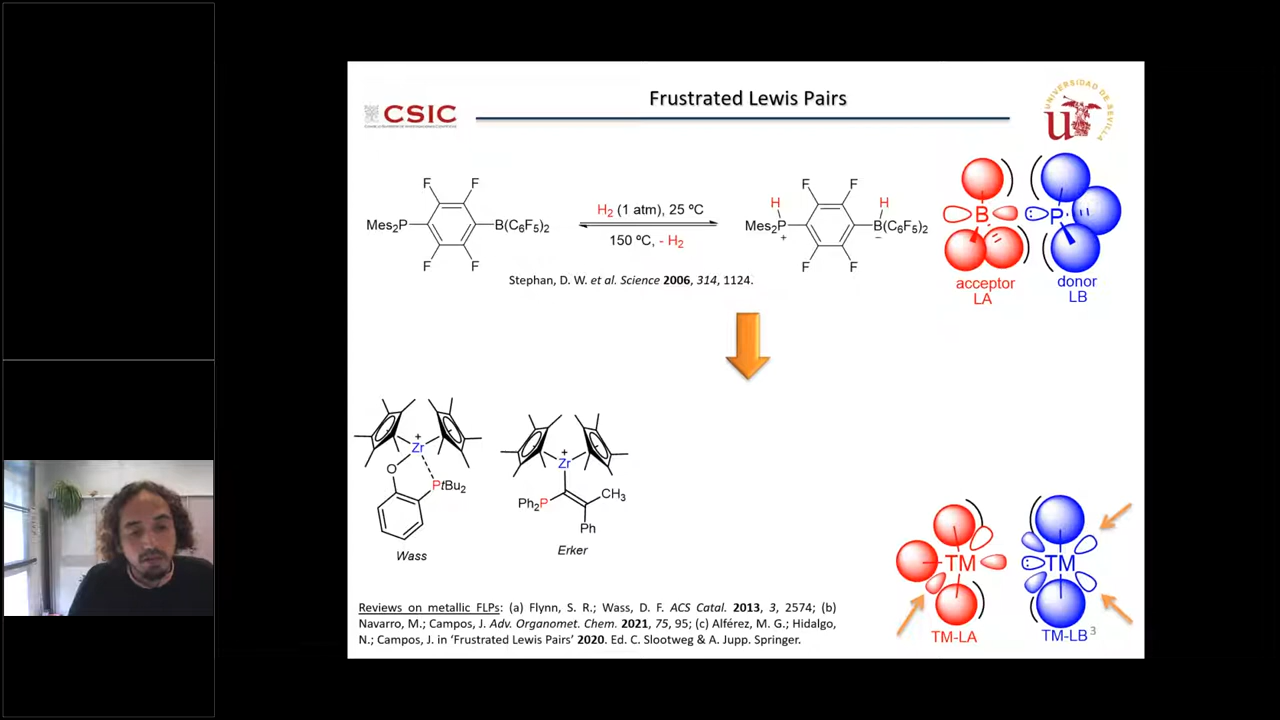 Frustrated Lewis Pairs
CSIC
UNIVERSIDAD DE SEVILLA
F F
Mes2P B(C6F5)2
F F
H2 (1 atm), 25 ºC
150 ºC, - H2
F F
H H
Mes2P B(C6F5)2
+ −
F F
B P
acceptor
LA
donor
LB
Stephan, D. W. et al. Science 2006, 314, 1124.
+
Zr
O
PtBu2
Wass
+
Zr
Ph2P CH3
Ph
Erker
TM
TM-LA
TM
TM-LB
3
Reviews on metallic FLPs: (a) Flynn, S. R.; Wass, D. F. ACS Catal. 2013, 3, 2574; (b)
Navarro, M.; Campos, J. Adv. Organomet. Chem. 2021, 75, 95; (c) Alférez, M. G.; Hidalgo,
N.; Campos, J. in ‘Frustrated Lewis Pairs’ 2020. Ed. C. Slootweg & A. Jupp. Springer.